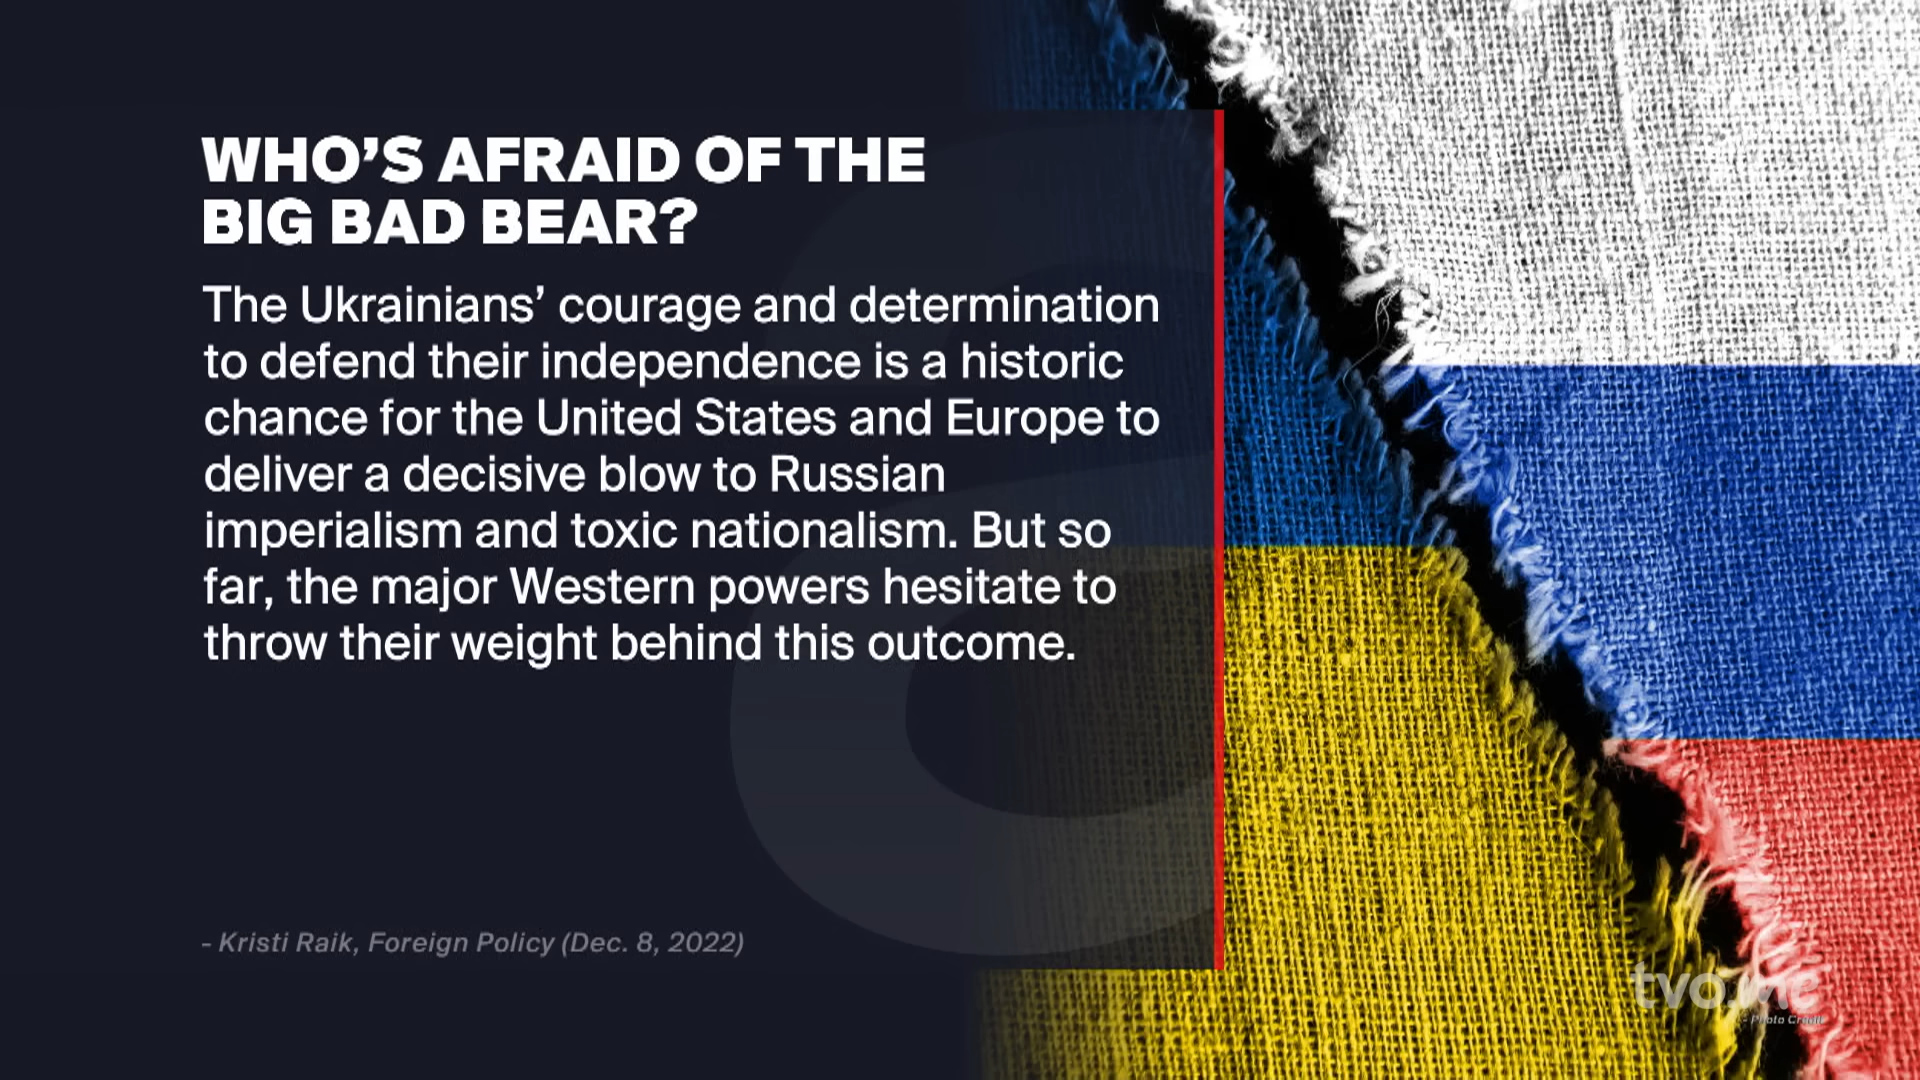 WHO’S AFRAID OF THE
BIG BAD BEAR?
The Ukrainians’ courage and determination
to defend their independence is a historic
chance for the United States and Europe to
deliver a decisive blow to Russian
imperialism and toxic nationalism. But so
far, the major Western powers hesitate to
throw their weight behind this outcome.
- Kristi Raik, Foreign Policy (Dec. 8, 2022)
tvo.me
- Photo Credit